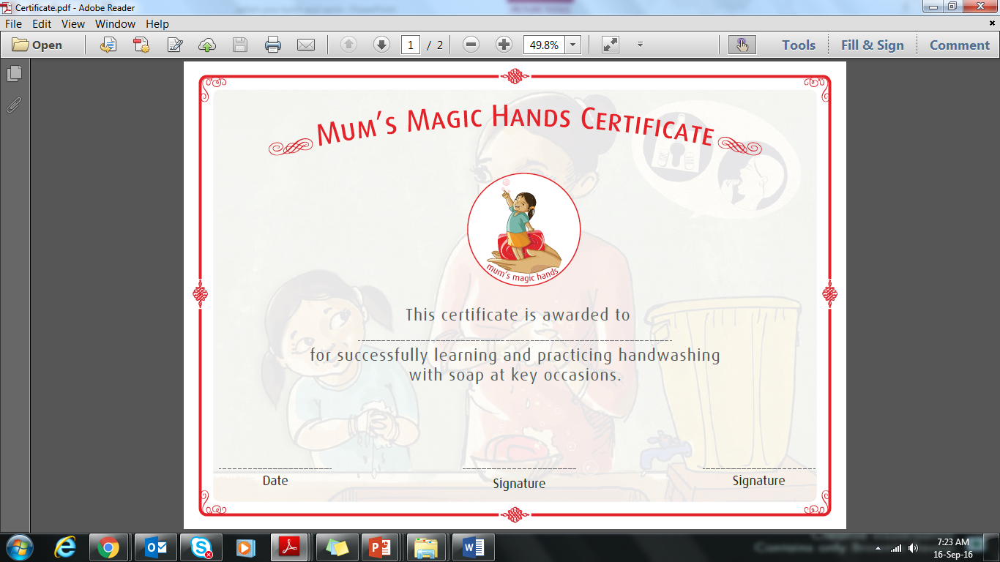 Certificate.pdf - Adobe Reader
File Edit View Window Help
Open 1 / 2 49.8% Tools Fill & Sign Comment
MUM'S MAGIC HANDS CERTIFICATE
mum's magic hands
This certificate is awarded to
for successfully learning and practicing handwashing
with soap at key occasions.
Date Signature Signature
7:23 AM
16-Sep-16